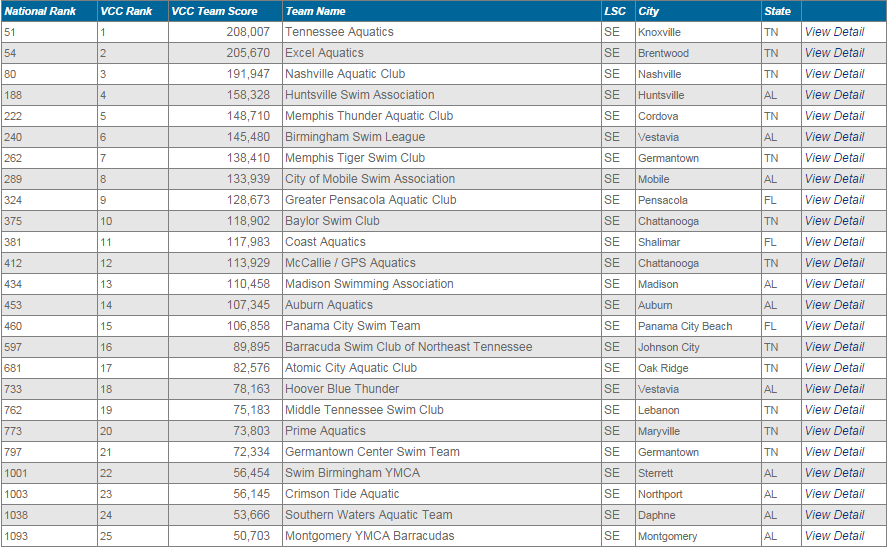 National Rank VCC Rank VCC Team Score Team Name LSC City State
51 1 208,007 Tennessee Aquatics SE Knoxville TN View Detail
54 2 205,670 Excel Aquatics SE Brentwood TN View Detail
80 3 191,947 Nashville Aquatic Club SE Nashville TN View Detail
188 4 158,328 Huntsville Swim Association SE Huntsville AL View Detail
222 5 148,710 Memphis Thunder Aquatic Club SE Cordova TN View Detail
240 6 145,480 Birmingham Swim League SE Vestavia AL View Detail
262 7 138,410 Memphis Tiger Swim Club SE Germantown TN View Detail
289 8 133,939 City of Mobile Swim Association SE Mobile AL View Detail
324 9 128,673 Greater Pensacola Aquatic Club SE Pensacola FL View Detail
375 10 118,902 Baylor Swim Club SE Chattanooga TN View Detail
381 11 117,983 Coast Aquatics SE Shalimar FL View Detail
412 12 113,929 McCallie / GPS Aquatics SE Chattanooga TN View Detail
434 13 110,458 Madison Swimming Association SE Madison AL View Detail
453 14 107,345 Auburn Aquatics SE Auburn AL View Detail
460 15 106,858 Panama City Swim Team SE Panama City Beach FL View Detail
597 16 89,895 Barracuda Swim Club of Northeast Tennessee SE Johnson City TN View Detail
681 17 82,576 Atomic City Aquatic Club SE Oak Ridge TN View Detail
733 18 78,163 Hoover Blue Thunder SE Vestavia AL View Detail
762 19 75,183 Middle Tennessee Swim Club SE Lebanon TN View Detail
773 20 73,803 Prime Aquatics SE Maryville TN View Detail
797 21 72,334 Germantown Center Swim Team SE Germantown TN View Detail
1001 22 56,454 Swim Birmingham YMCA SE Sterrett AL View Detail
1003 23 56,145 Crimson Tide Aquatic SE Northport AL View Detail
1038 24 53,666 Southern Waters Aquatic Team SE Daphne AL View Detail
1093 25 50,703 Montgomery YMCA Barracudas SE Montgomery AL View Detail